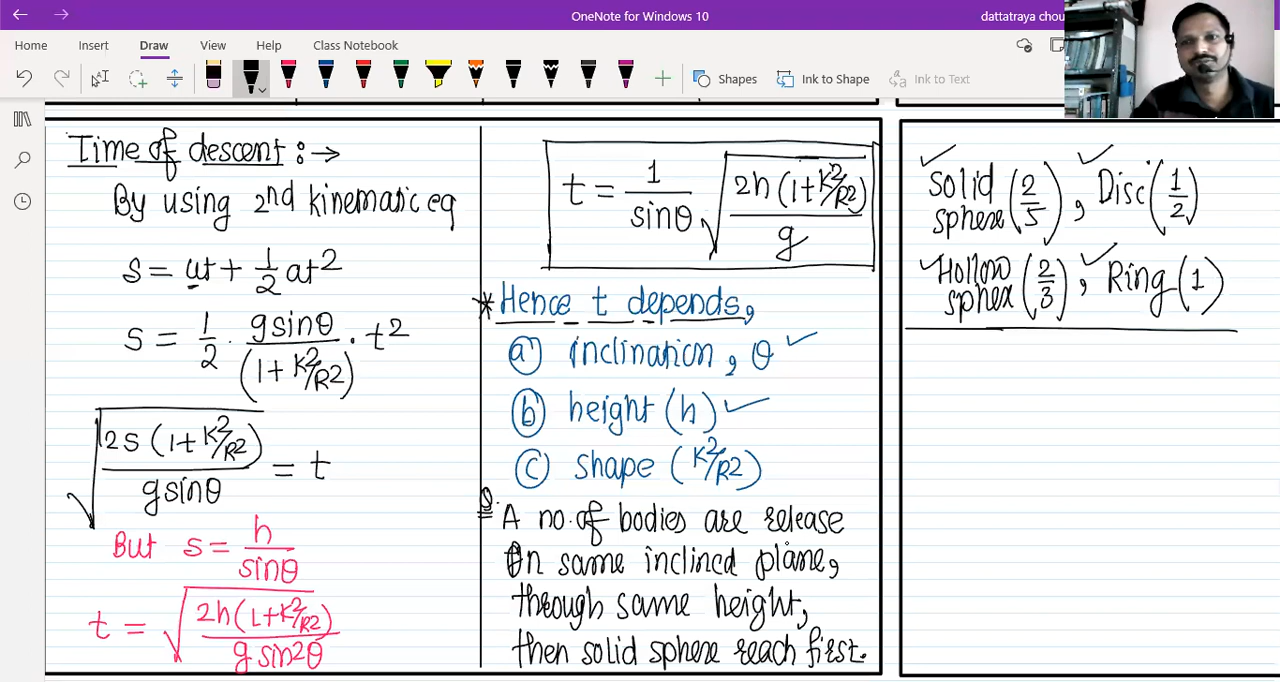 OneNote for Windows 10
dattatraya chou
Home Insert Draw View Help Class Notebook
Shapes Ink to Shape Ink to Text
Time of descent :→
By using 2nd kinematic eq
s = ut + 1/2 at2
s = 1/2 · gsinθ/(1+K2/R2) · t2
√(2s(1+K2/R2)/gsinθ) = t
But s = h/sinθ
t = √(2h(1+K2/R2)/g sin2θ)
t = 1/sinθ √(2h(1+K2/R2)/g)
* Hence t depends,
a) inclination, θ ✓
b) height (h) ✓
c) shape (K2/R2)
Q. A no. of bodies are release
on same inclined plane,
through same height,
then solid sphere reach first.
✓ Solid sphere (2/5), ✓ Disc (1/2)
✓ Hollow spher (2/3), ✓ Ring (1)